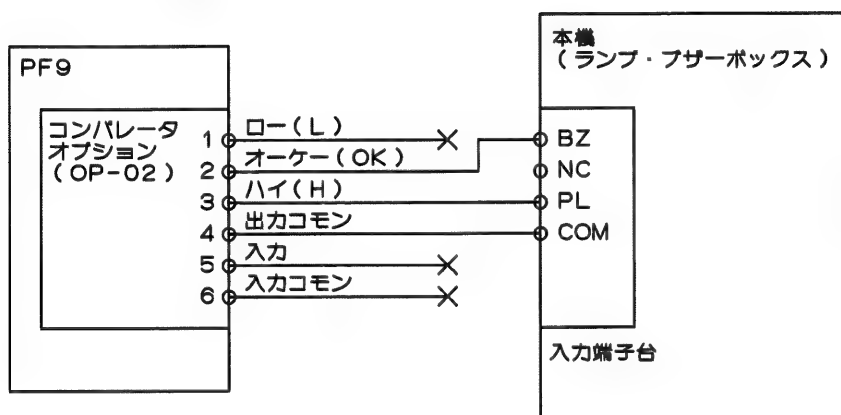 PF9
コンパレータ
オプション
(OP-02)
1
ロー(L)
2
オーケー(OK)
3
ハイ(H)
4
出力コモン
5
入力
6
入力コモン
本機
(ランプ・ブザーボックス)
BZ
NC
PL
COM
入力端子台